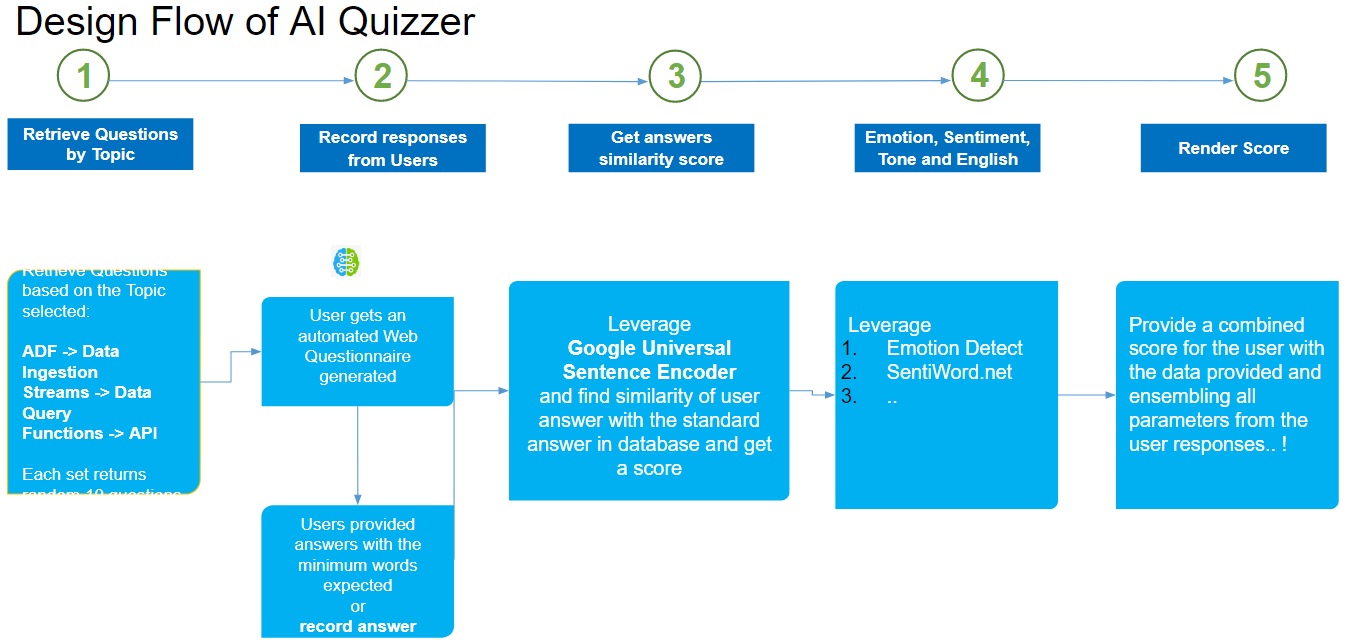 Design Flow of AI Quizzer
1
2
3
4
5
Retrieve Questions
by Topic
Record responses
from Users
Get answers
similarity score
Emotion, Sentiment,
Tone and English
Render Score
Retrieve Questions
based on the Topic
selected:
ADF -> Data
Ingestion
Streams -> Data
Query
Functions -> API
Each set returns
random 10 questions
User gets an
automated Web
Questionnaire
generated
Users provided
answers with the
minimum words
expected
or
record answer
Leverage
Google Universal
Sentence Encoder
and find similarity of user
answer with the standard
answer in database and get
a score
Leverage
1. Emotion Detect
2. SentiWord.net
3. ..
Provide a combined
score for the user with
the data provided and
ensembling all
parameters from the
user responses.. !